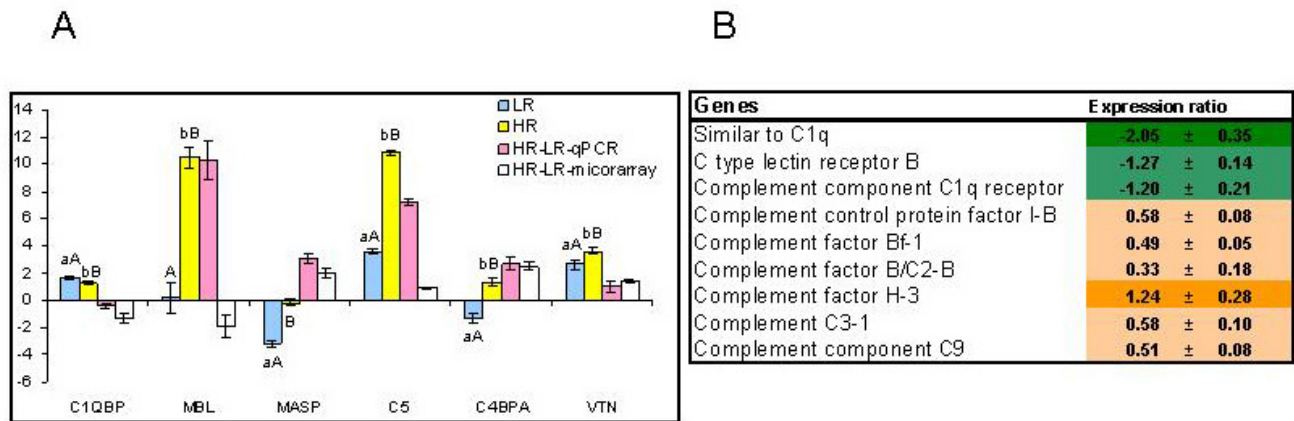 A
B
14
12
10
8
6
4
2
0
-2
-4
-6
LR
HR
HR-LR-qPCR
HR-LR-micorarray
aA
bB
A
bB
aA
B
aA
bB
aA
bB
aA
bB
C1QBP MBL MASP C5 C4BPA VTN
Genes Expression ratio
Similar to C1q -2.05 ± 0.35
C type lectin receptor B -1.27 ± 0.14
Complement component C1q receptor -1.20 ± 0.21
Complement control protein factor I-B 0.58 ± 0.08
Complement factor Bf-1 0.49 ± 0.05
Complement factor B/C2-B 0.33 ± 0.18
Complement factor H-3 1.24 ± 0.28
Complement C3-1 0.58 ± 0.10
Complement component C9 0.51 ± 0.08